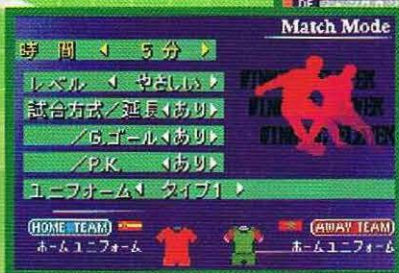 DE
Match Mode
時間 5分
レベル やさしい
試合方式/延長 あり
/G.ゴール あり
/P.K. あり
ユニフォーム タイプ1
HOME TEAM
AWAY TEAM
ホームユニフォーム
ホームユニフォーム